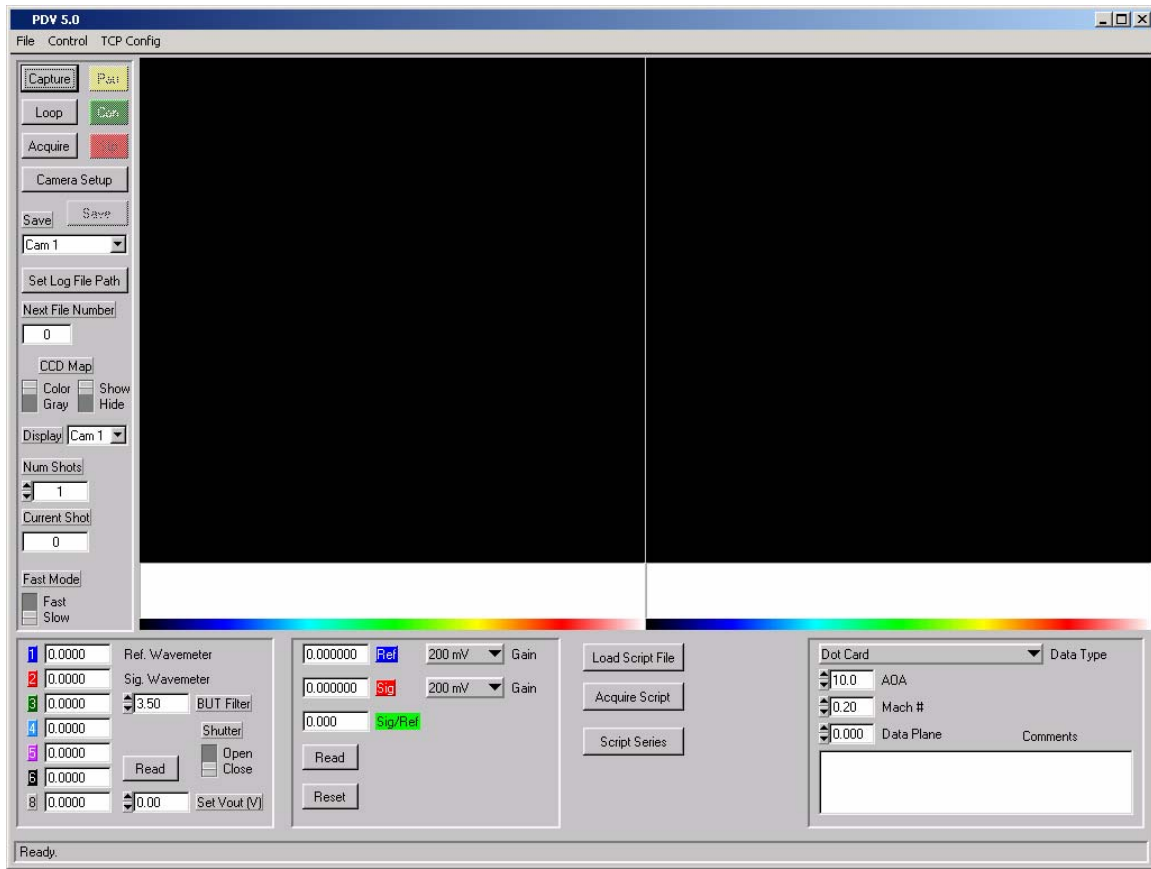 PDV 5.0
File Control TCP Config
Capture Pau
Loop Con
Acquire
Camera Setup
Save Save
Cam 1
Set Log File Path
Next File Number
0
CCD Map
Color Show
Gray Hide
Display Cam 1
Num Shots
1
Current Shot
0
Fast Mode
Fast
Slow
1 0.0000 Ref. Wavemeter
2 0.0000 Sig. Wavemeter
3 0.0000 3.50 BUT Filter
4 0.0000 Shutter
5 0.0000 Open
6 0.0000 Read Close
8 0.0000 0.00 Set Vout (V)
0.000000 Ref 200 mV Gain
0.000000 Sig 200 mV Gain
0.000 Sig/Ref
Read
Reset
Load Script File
Acquire Script
Script Series
Dot Card Data Type
10.0 AOA
0.20 Mach #
0.000 Data Plane Comments
Ready.